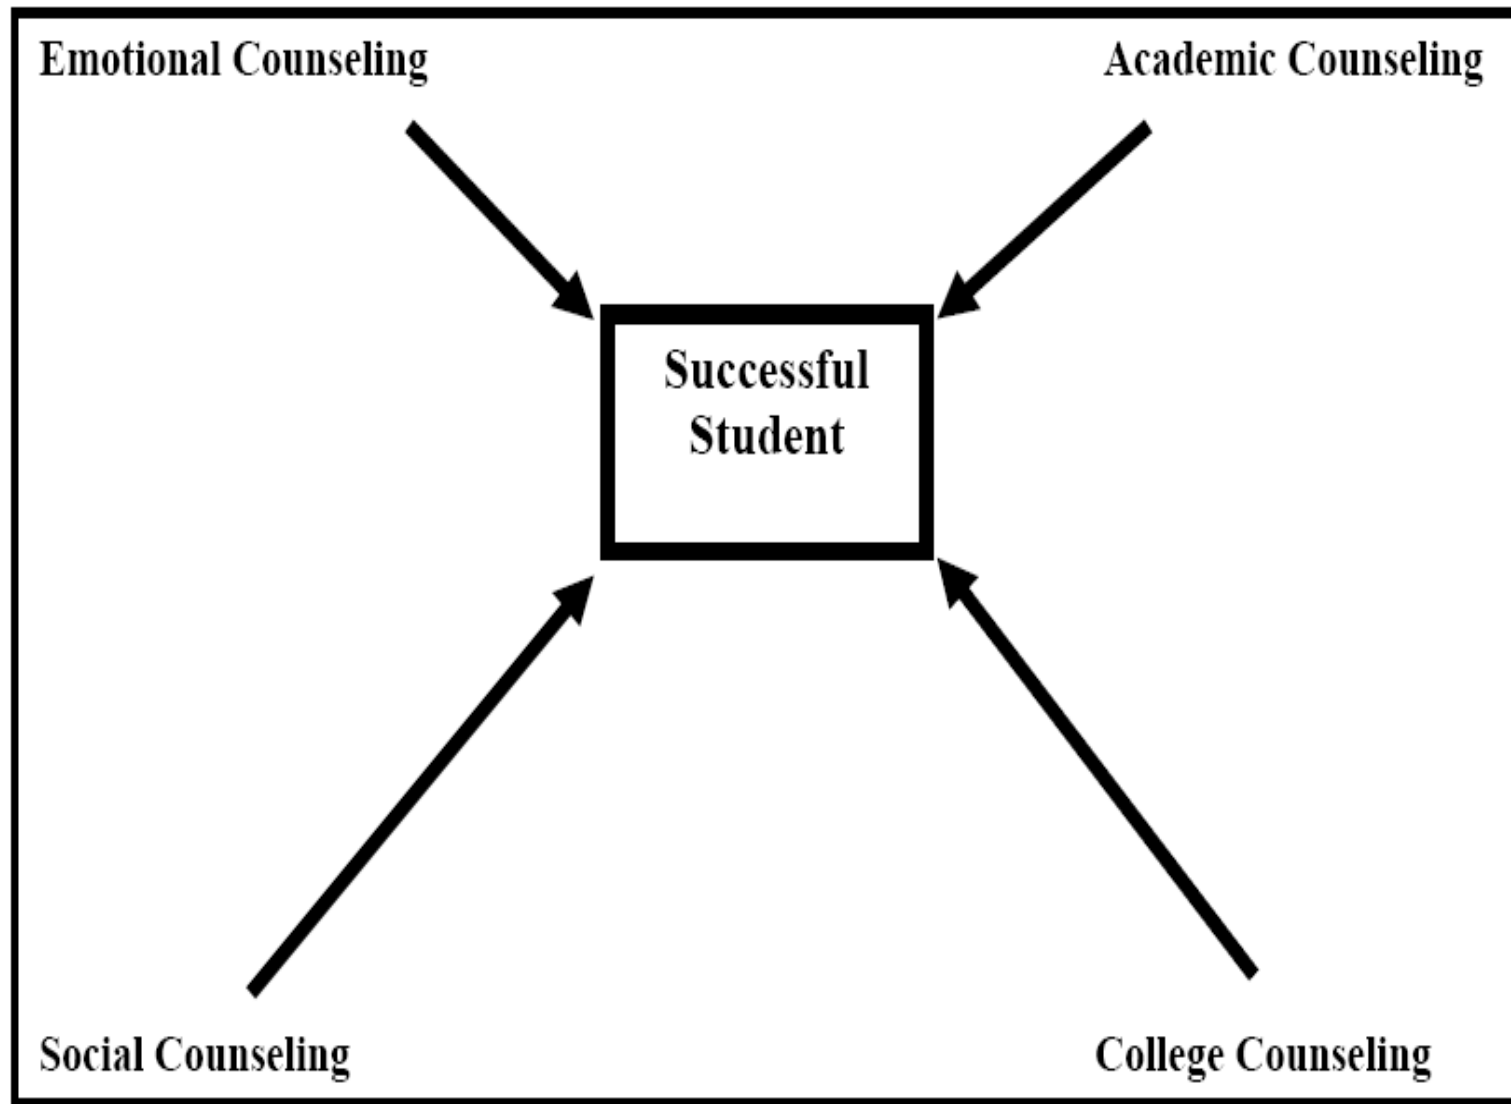 Emotional Counseling
Academic Counseling
Successful
Student
Social Counseling
College Counseling